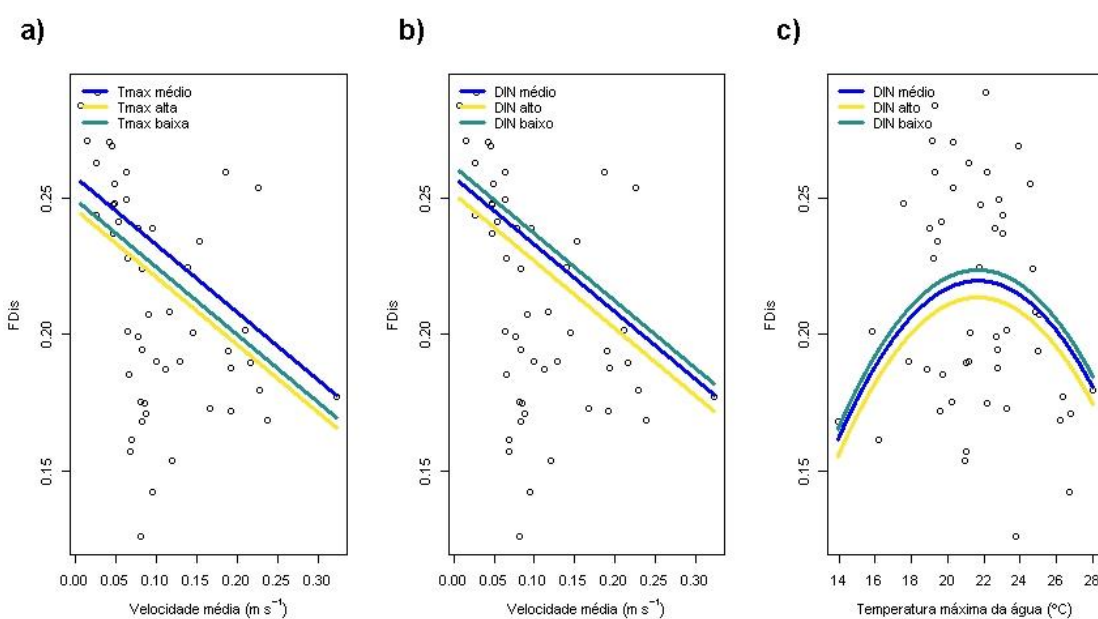 a)
Tmax médio
Tmax alta
Tmax baixa
FDis
0.25
0.20
0.15
0.00 0.05 0.10 0.15 0.20 0.25 0.30
Velocidade média (m s⁻¹)
b)
DIN médio
DIN alto
DIN baixo
FDis
0.25
0.20
0.15
0.00 0.05 0.10 0.15 0.20 0.25 0.30
Velocidade média (m s⁻¹)
c)
DIN médio
DIN alto
DIN baixo
FDis
0.25
0.20
0.15
14 16 18 20 22 24 26 28
Temperatura máxima da água (ºC)